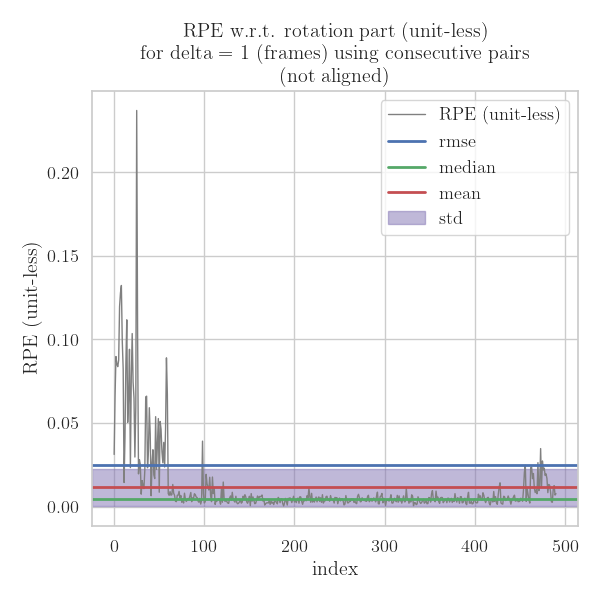 RPE w.r.t. rotation part (unit-less)
for delta = 1 (frames) using consecutive pairs
(not aligned)
RPE (unit-less)
rmse
median
mean
std
RPE (unit-less)
0.20
0.15
0.10
0.05
0.00
0 100 200 300 400 500
index